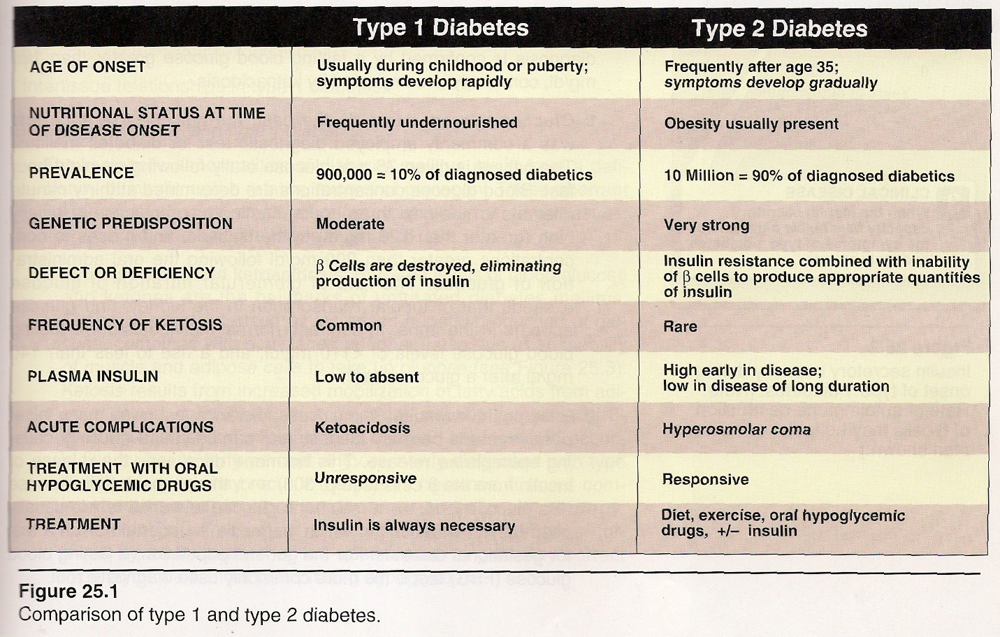 Type 1 Diabetes Type 2 Diabetes
AGE OF ONSET
Usually during childhood or puberty;
symptoms develop rapidly
Frequently after age 35;
symptoms develop gradually
NUTRITIONAL STATUS AT TIME
OF DISEASE ONSET
Frequently undernourished
Obesity usually present
PREVALENCE
900,000 = 10% of diagnosed diabetics
10 Million = 90% of diagnosed diabetics
GENETIC PREDISPOSITION
Moderate
Very strong
DEFECT OR DEFICIENCY
β Cells are destroyed, eliminating
production of insulin
Insulin resistance combined with inability
of β cells to produce appropriate quantities
of insulin
FREQUENCY OF KETOSIS
Common
Rare
PLASMA INSULIN
Low to absent
High early in disease;
low in disease of long duration
ACUTE COMPLICATIONS
Ketoacidosis
Hyperosmolar coma
TREATMENT WITH ORAL
HYPOGLYCEMIC DRUGS
Unresponsive
Responsive
TREATMENT
Insulin is always necessary
Diet, exercise, oral hypoglycemic
drugs, +/– insulin
Figure 25.1
Comparison of type 1 and type 2 diabetes.